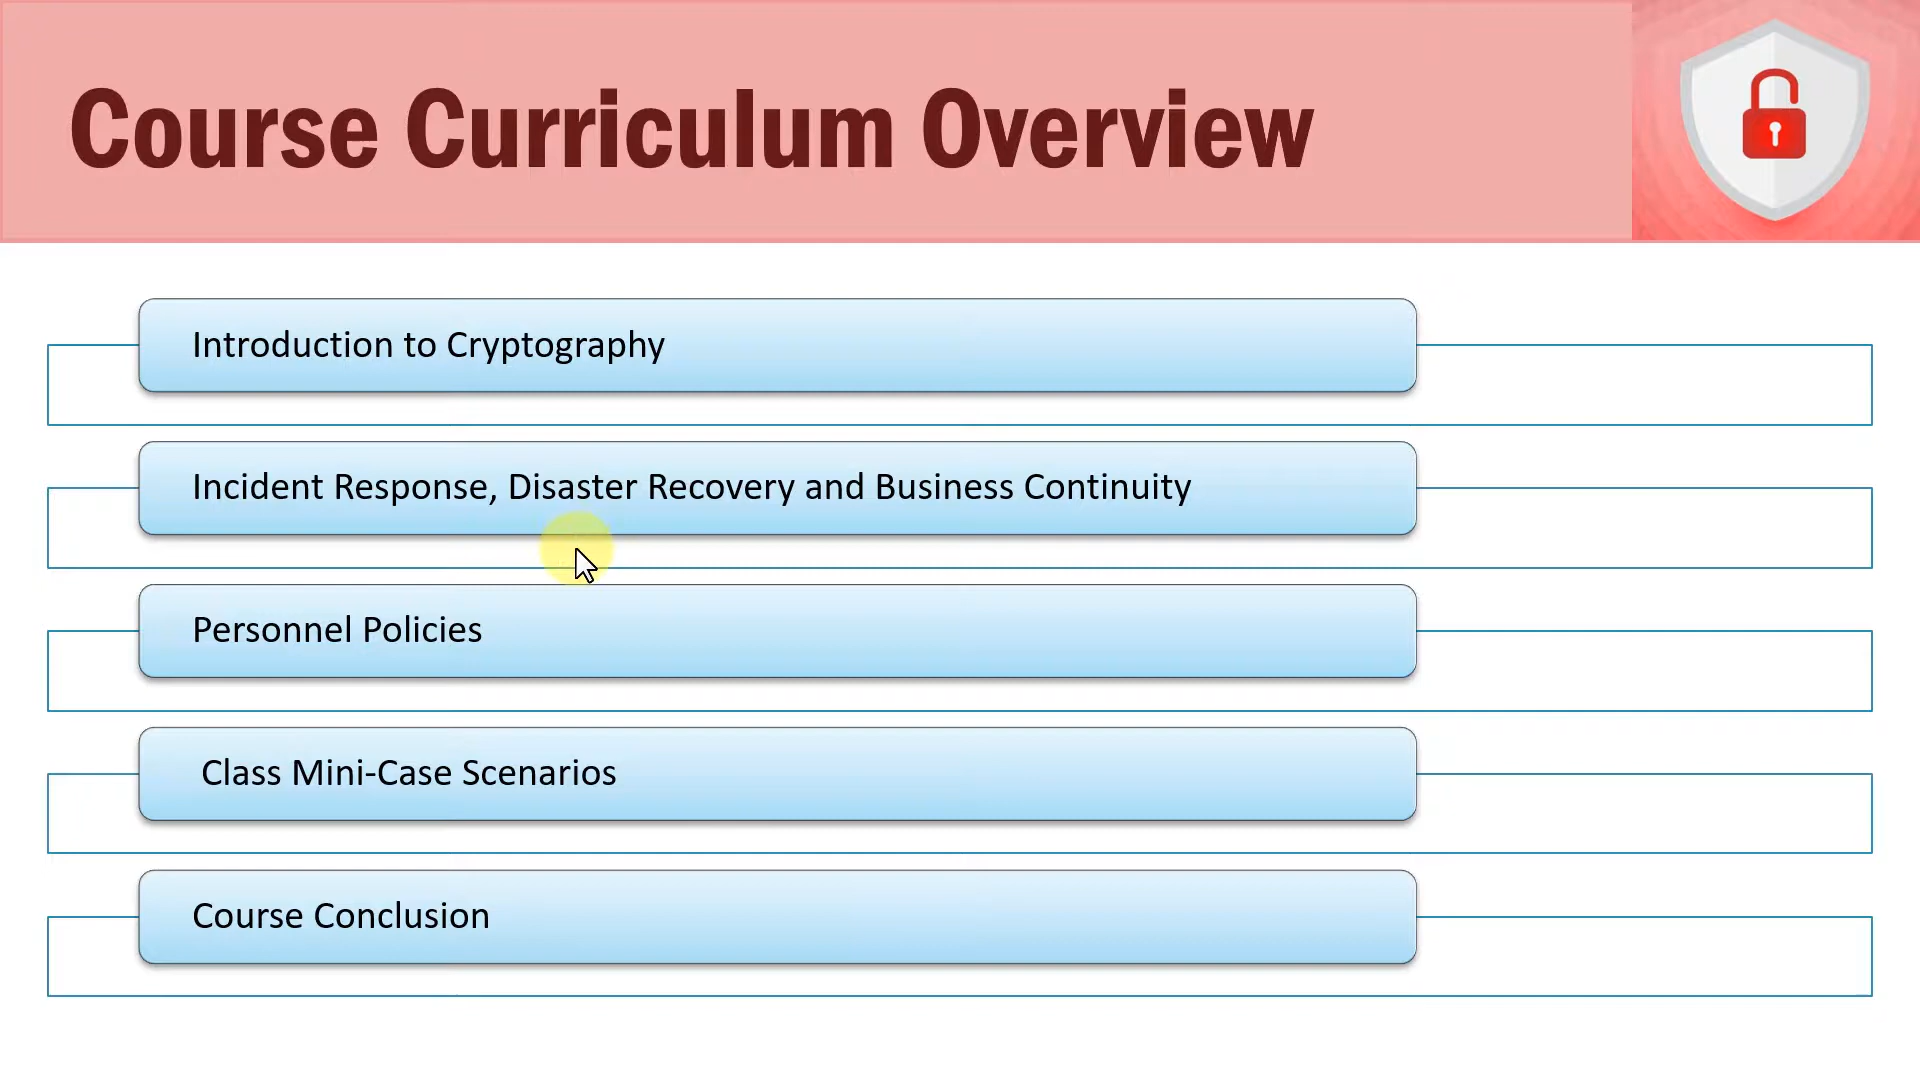 Course Curriculum Overview
Introduction to Cryptography
Incident Response, Disaster Recovery and Business Continuity
Personnel Policies
Class Mini-Case Scenarios
Course Conclusion